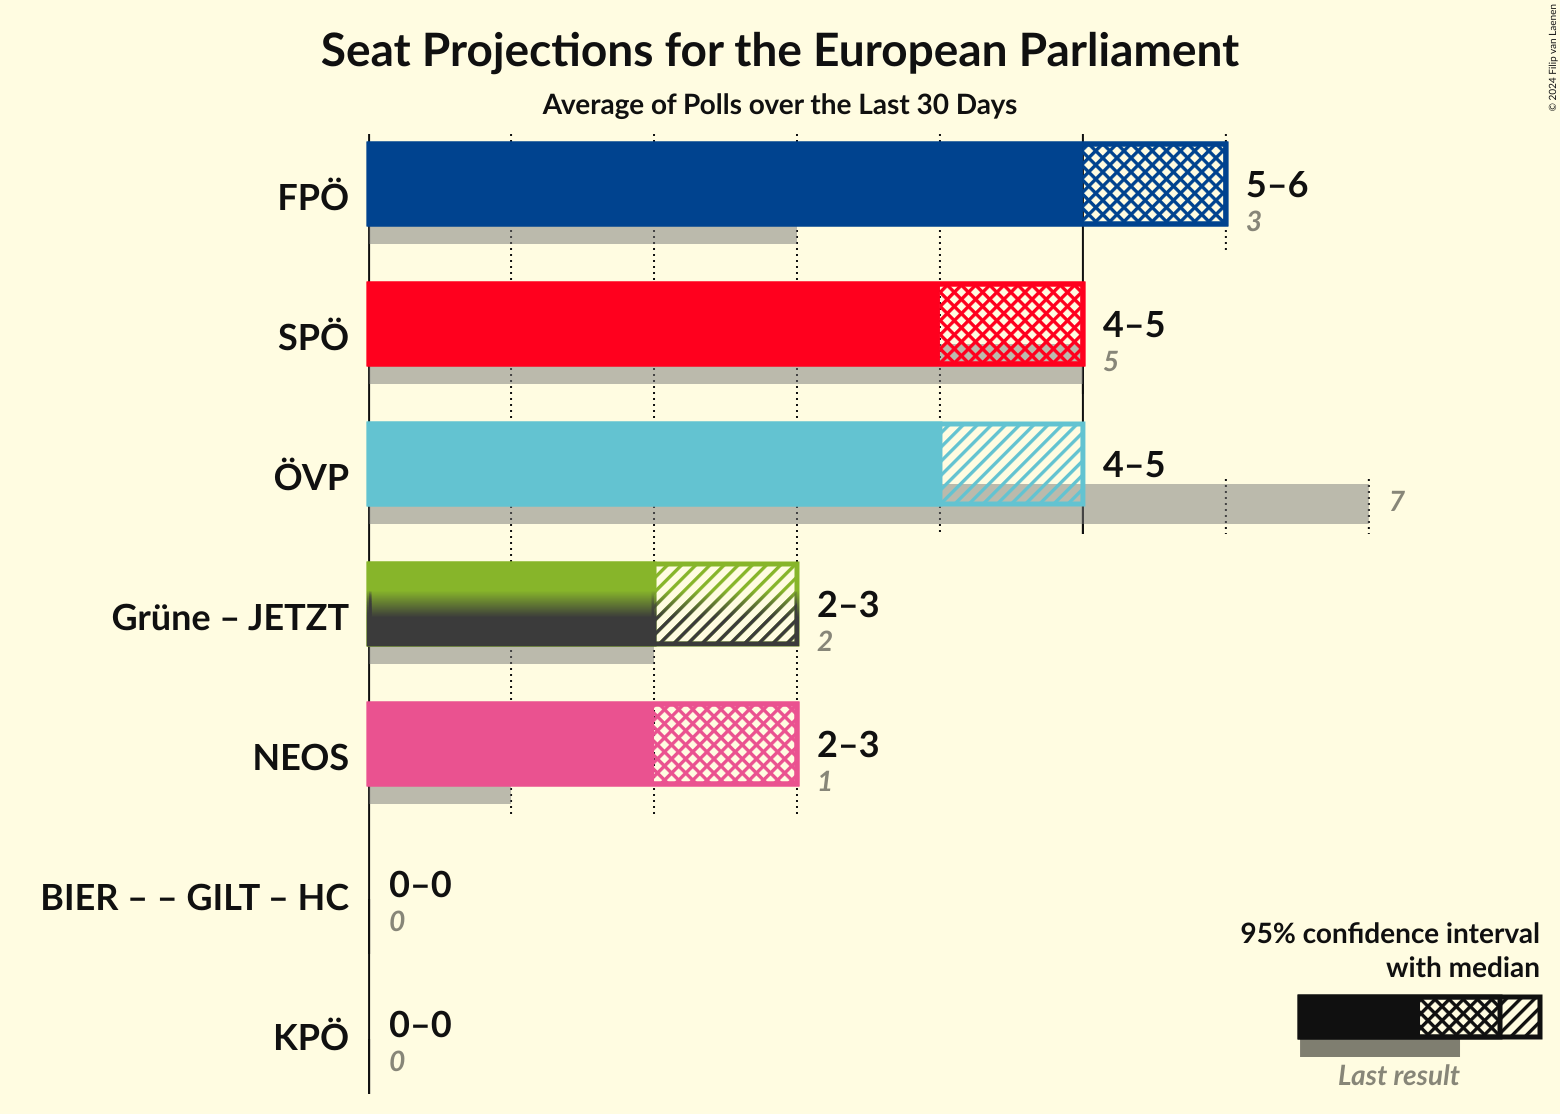 Seat Projections for the European Parliament
Average of Polls over the Last 30 Days
© 2024 Filip van Laenen
FPÖ
5–6
3
SPÖ
4–5
5
ÖVP
4–5
7
Grüne – JETZT
2–3
2
NEOS
2–3
1
BIER – – GILT – HC
0–0
0
KPÖ
0–0
0
95% confidence interval
with median
Last result